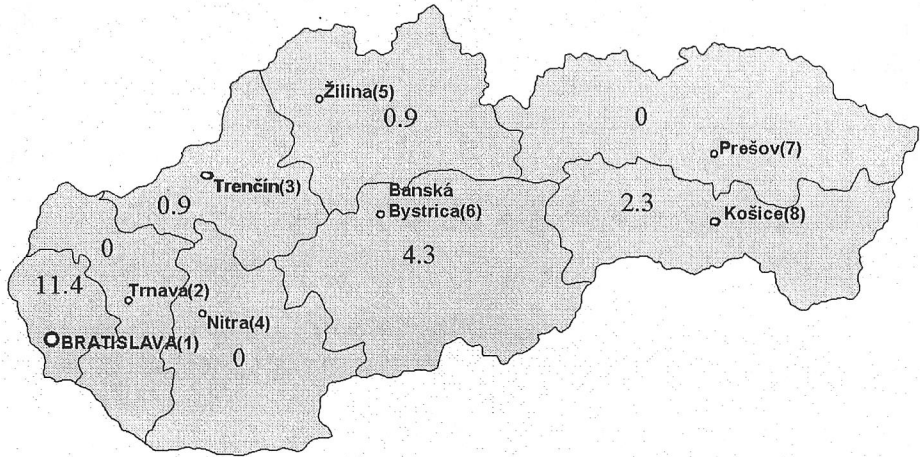 Žilina(5)
0.9
0
Prešov(7)
Trenčín(3)
0.9
Banská
Bystrica(6)
2.3
Košice(8)
0
4.3
11.4
Trnava(2)
Nitra(4)
BRATISLAVA(1)
0